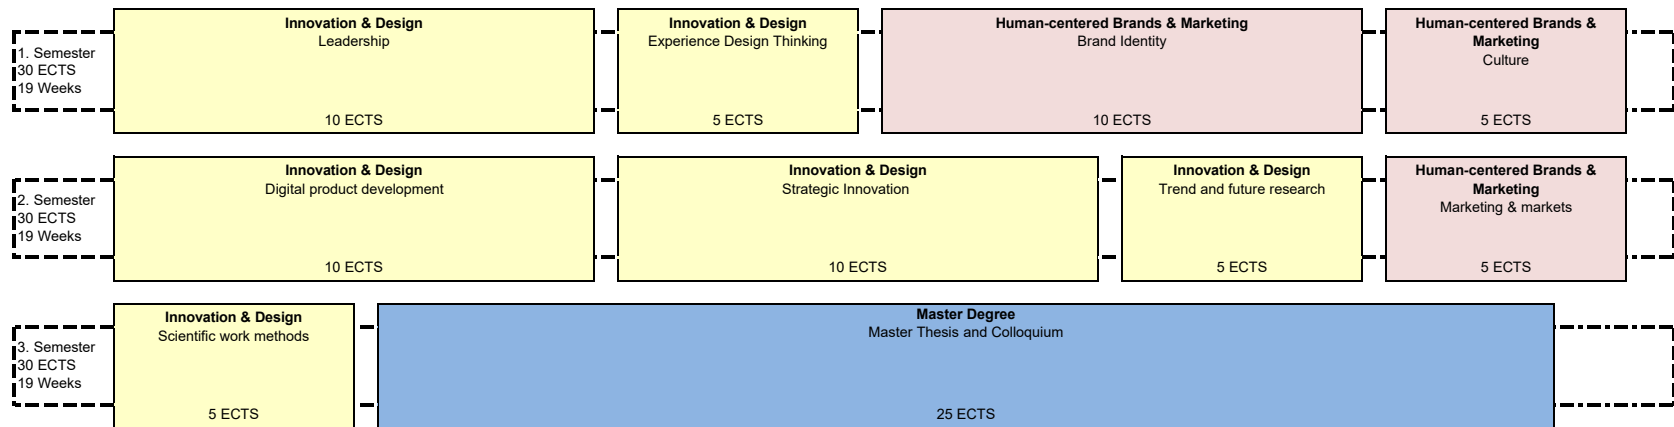 1. Semester
30 ECTS
19 Weeks
Innovation & Design
Leadership
10 ECTS
Innovation & Design
Experience Design Thinking
5 ECTS
Human-centered Brands & Marketing
Brand Identity
10 ECTS
Human-centered Brands &
Marketing
Culture
5 ECTS
2. Semester
30 ECTS
19 Weeks
Innovation & Design
Digital product development
10 ECTS
Innovation & Design
Strategic Innovation
10 ECTS
Innovation & Design
Trend and future research
5 ECTS
Human-centered Brands &
Marketing
Marketing & markets
5 ECTS
3. Semester
30 ECTS
19 Weeks
Innovation & Design
Scientific work methods
5 ECTS
Master Degree
Master Thesis and Colloquium
25 ECTS